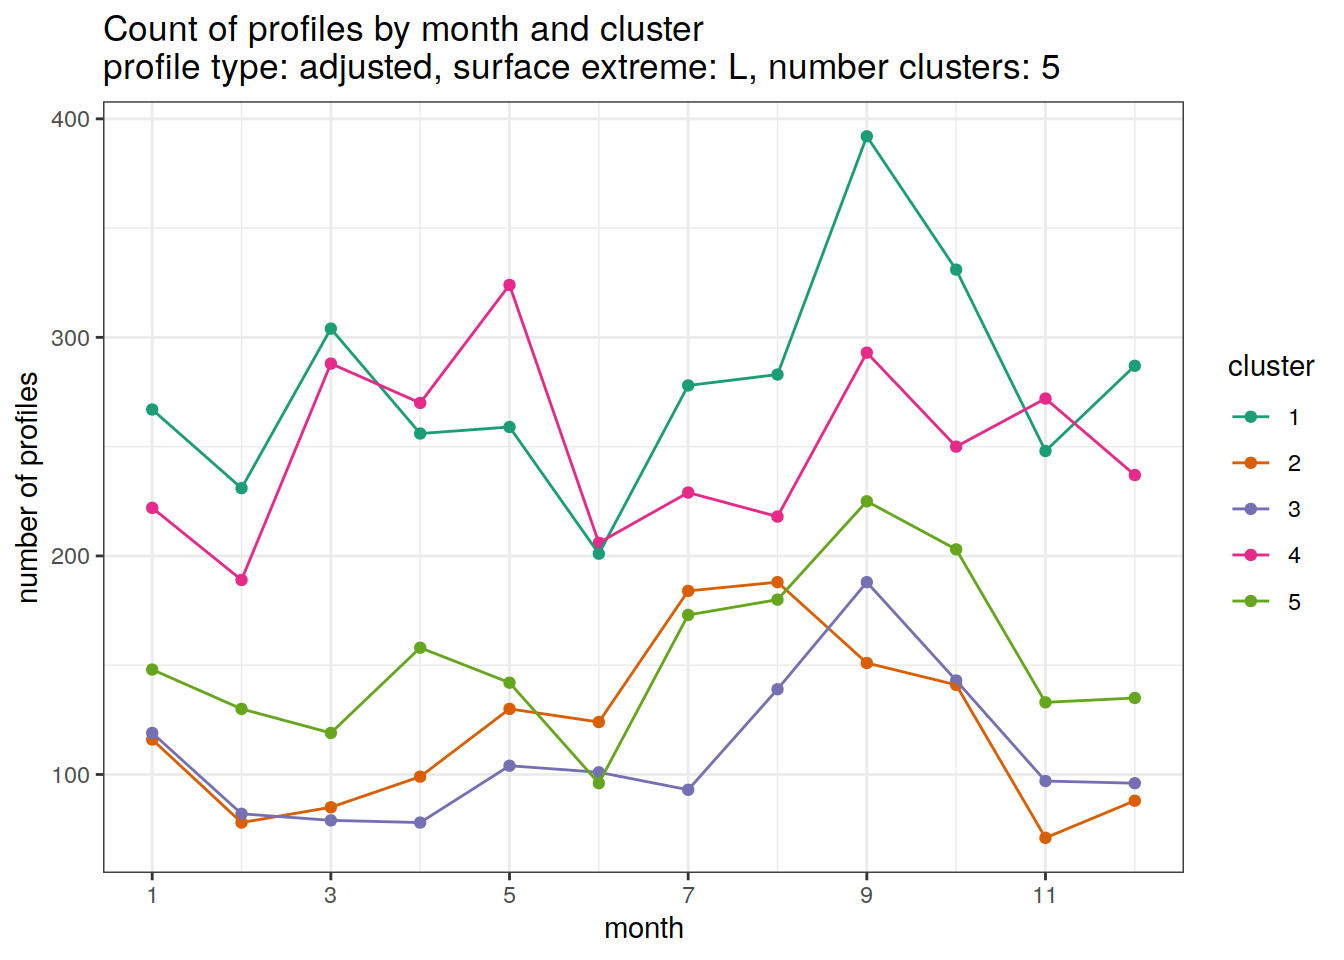 Count of profiles by month and cluster
profile type: adjusted, surface extreme: L, number clusters: 5
400
300
200
100
number of profiles
1 3 5 7 9 11
month
cluster
1
2
3
4
5